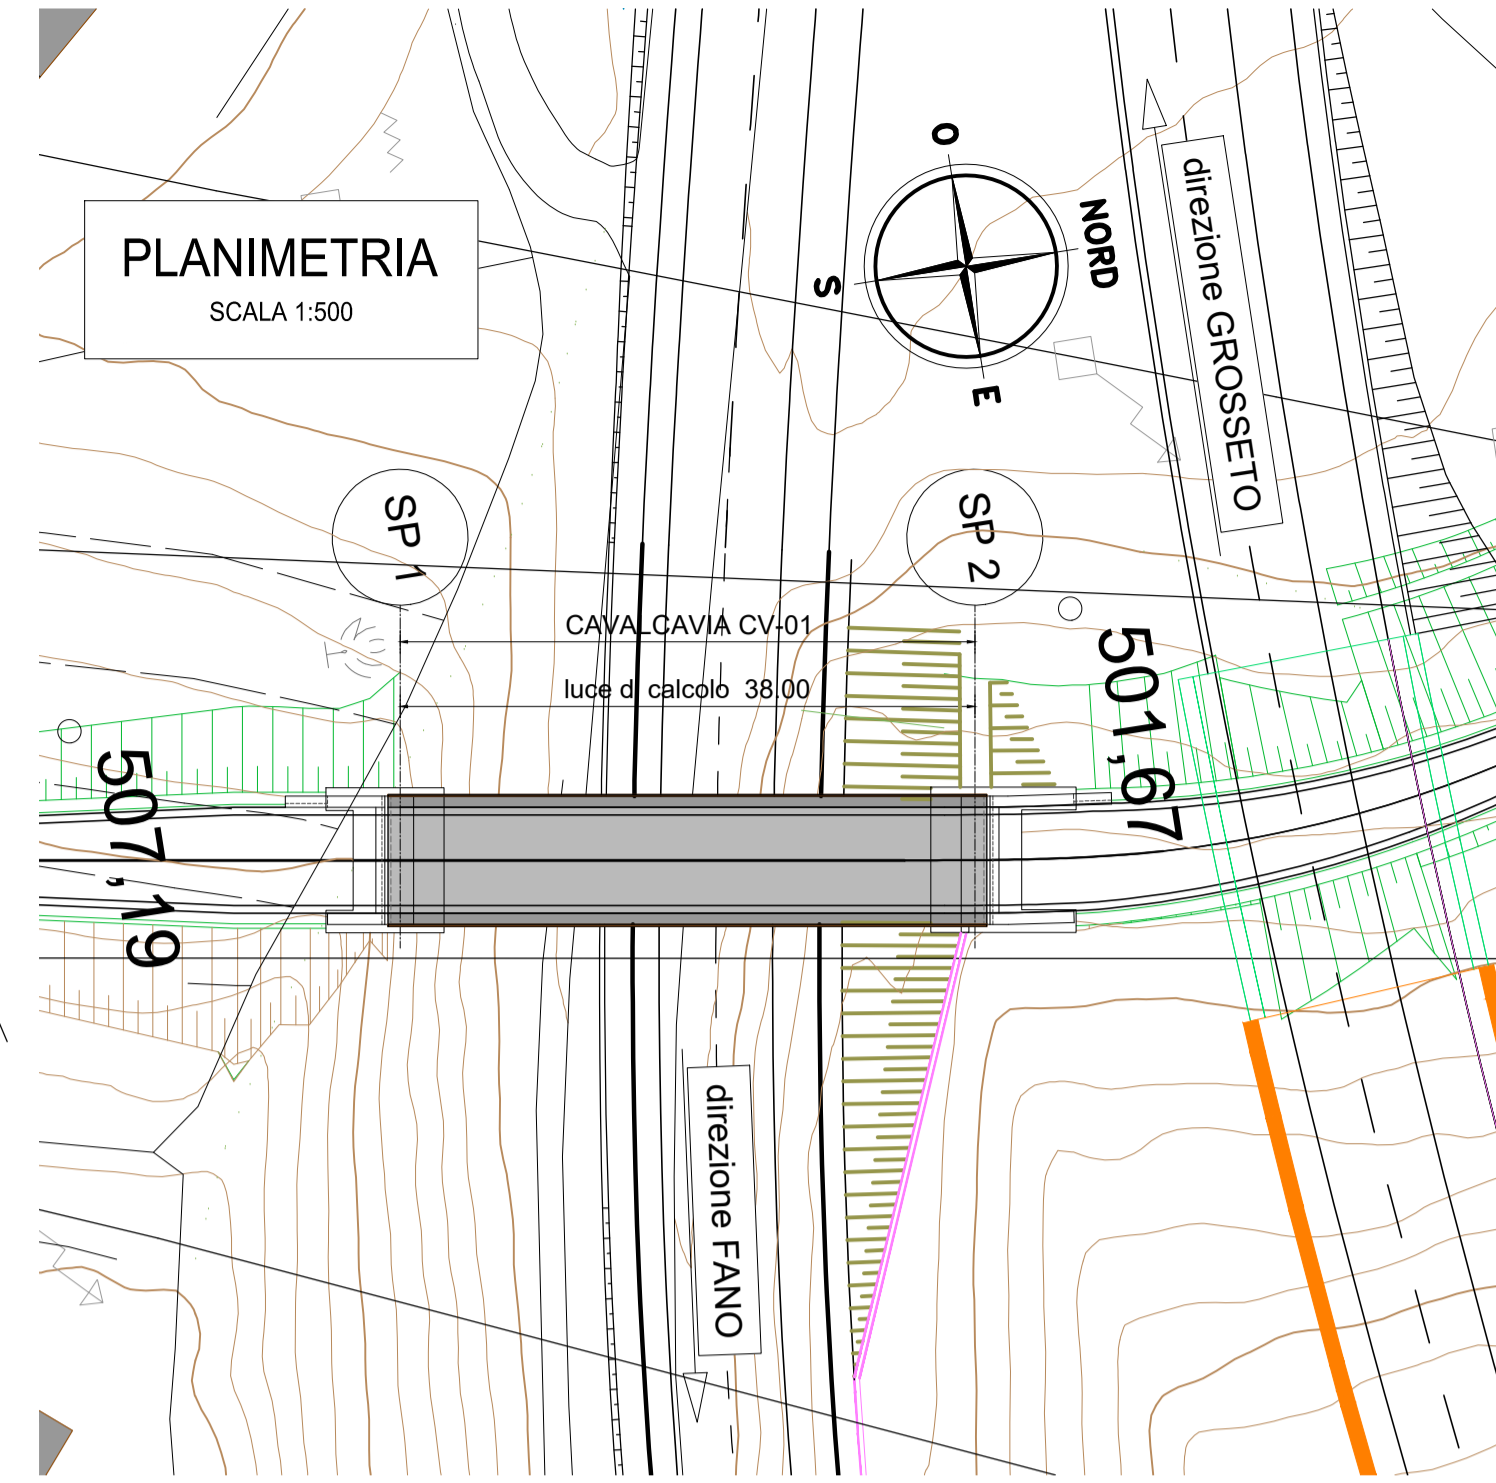 PLANIMETRIA
SCALA 1:500
O
NORD
S
E
direzione GROSSETO
SP 1
SP 2
CAVALCAVIA CV-01
luce di calcolo 38.00
501,67
507,19
direzione FANO